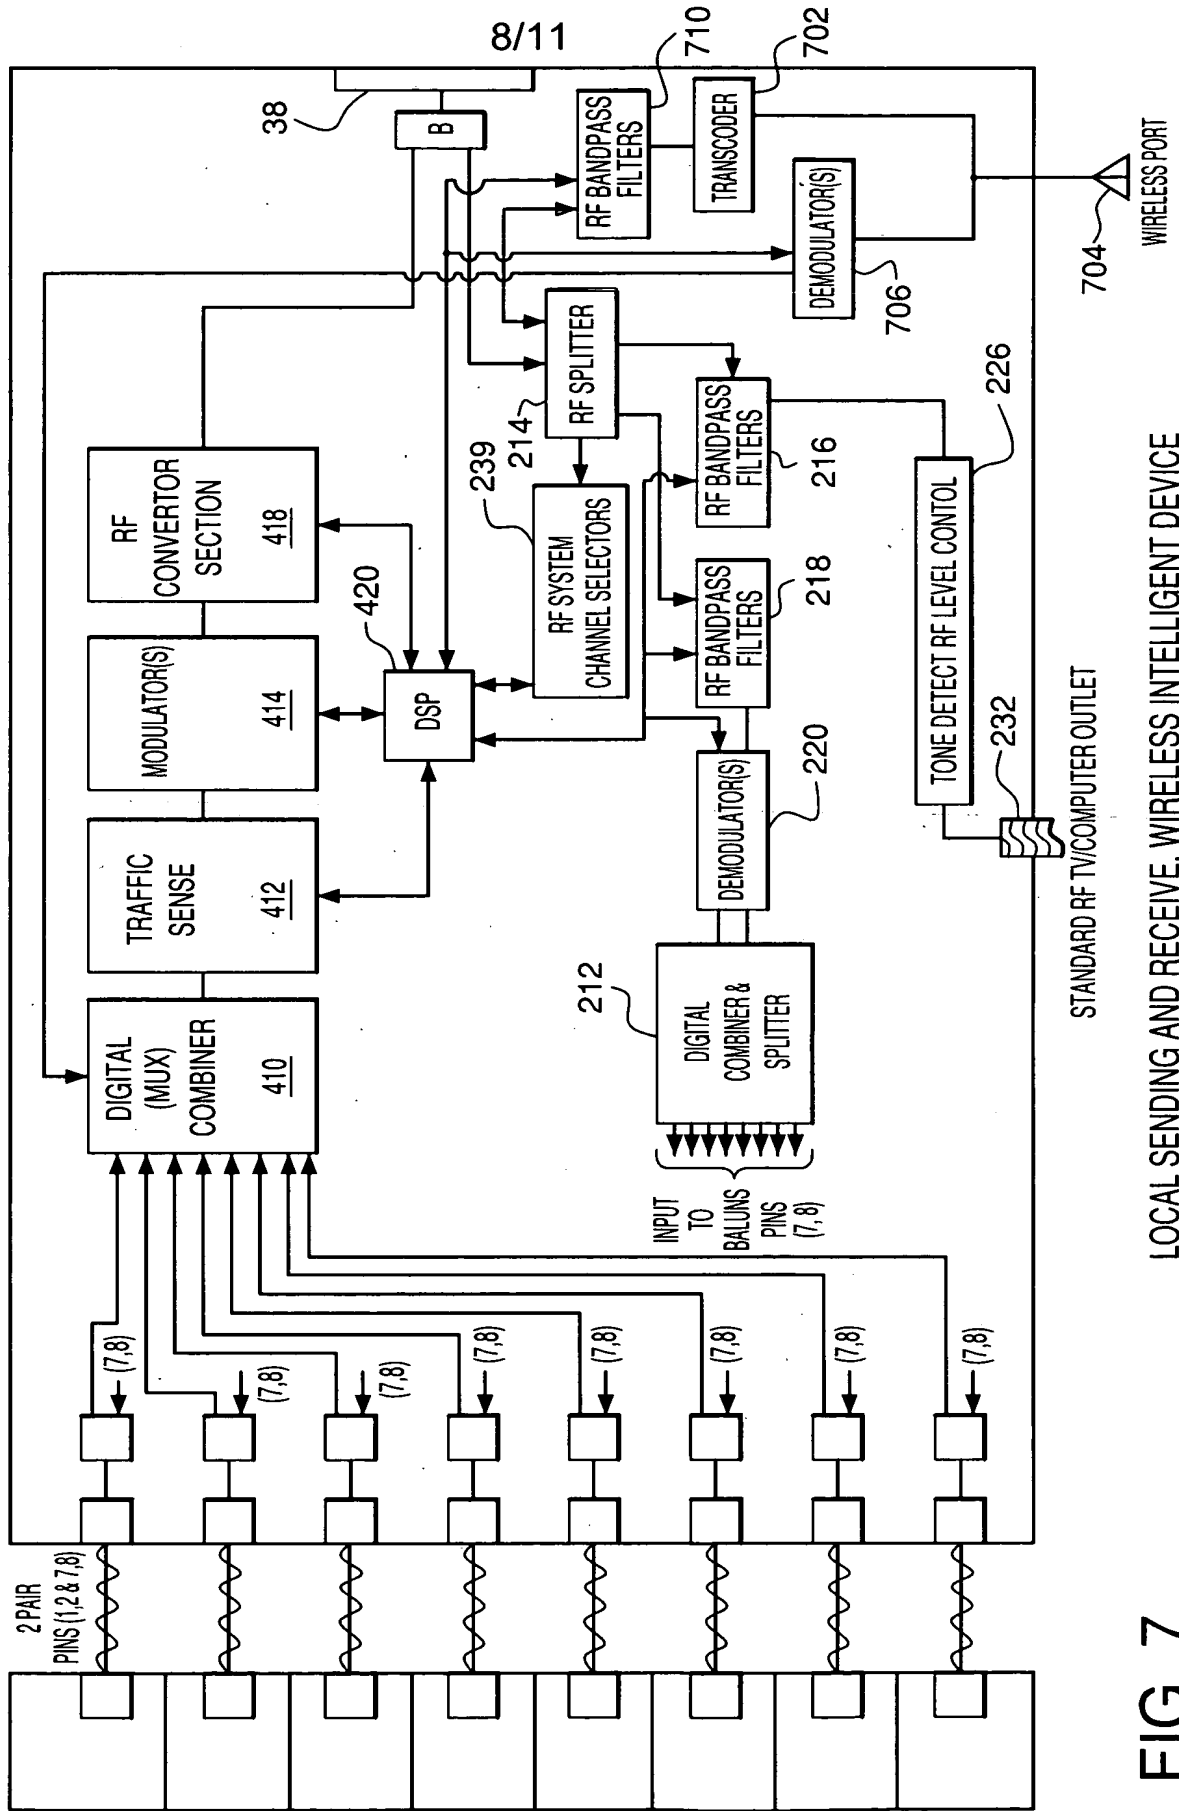 8/11
38
B
710
RF BANDPASS
FILTERS
702
TRANSCODER
DEMODULATOR(S)
706
704
WIRELESS PORT
RF
CONVERTOR
SECTION
418
MODULATOR(S)
414
TRAFFIC
SENSE
412
DIGITAL
(MUX)
COMBINER
410
420
DSP
239
RF SYSTEM
CHANNEL SELECTORS
214
RF SPLITTER
RF BANDPASS
FILTERS
216
RF BANDPASS
FILTERS
218
DEMODULATOR(S)
220
212
DIGITAL
COMBINER &
SPLITTER
INPUT
TO
BALUNS
PINS
(7,8)
226
TONE DETECT RF LEVEL CONTOL
232
STANDARD RF TV/COMPUTER OUTLET
2 PAIR
PINS (1,2 & 7,8)
(7,8)
(7,8)
(7,8)
(7,8)
(7,8)
(7,8)
(7,8)
(7,8)
LOCAL SENDING AND RECEIVE, WIRELESS INTELLIGENT DEVICE
FIG. 7